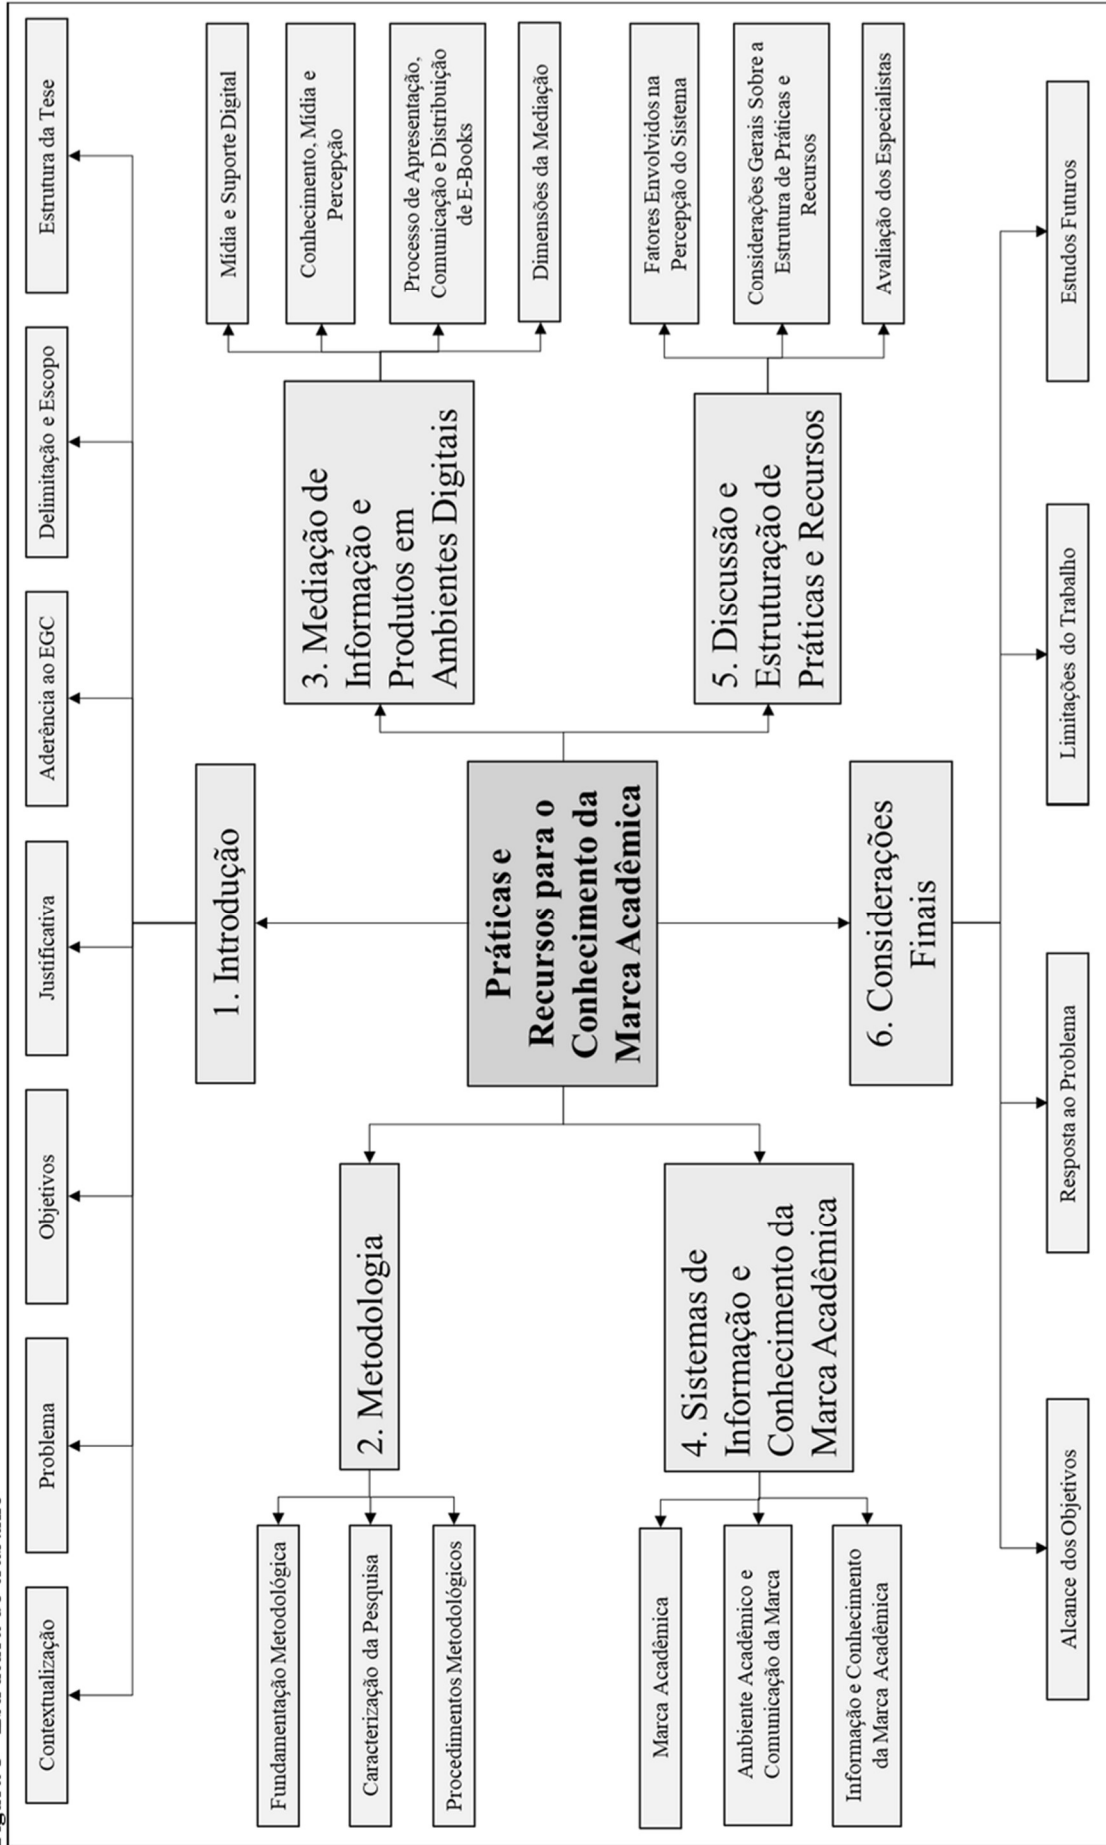 Contextualização
Problema
Objetivos
Justificativa
Aderência ao EGC
Delimitação e Escopo
Estrutura da Tese
1. Introdução
Fundamentação Metodológica
Caracterização da Pesquisa
Procedimentos Metodológicos
2. Metodologia
Práticas e
Recursos para o
Conhecimento da
Marca Acadêmica
3. Mediação de
Informação e
Produtos em
Ambientes Digitais
Mídia e Suporte Digital
Conhecimento, Mídia e
Percepção
Processo de Apresentação,
Comunicação e Distribuição
de E-Books
Dimensões da Mediação
Marca Acadêmica
Ambiente Acadêmico e
Comunicação da Marca
Informação e Conhecimento
da Marca Acadêmica
4. Sistemas de
Informação e
Conhecimento da
Marca Acadêmica
5. Discussão e
Estruturação de
Práticas e Recursos
Fatores Envolvidos na
Percepção do Sistema
Considerações Gerais Sobre a
Estrutura de Práticas e
Recursos
Avaliação dos Especialistas
6. Considerações
Finais
Alcance dos Objetivos
Resposta ao Problema
Limitações do Trabalho
Estudos Futuros